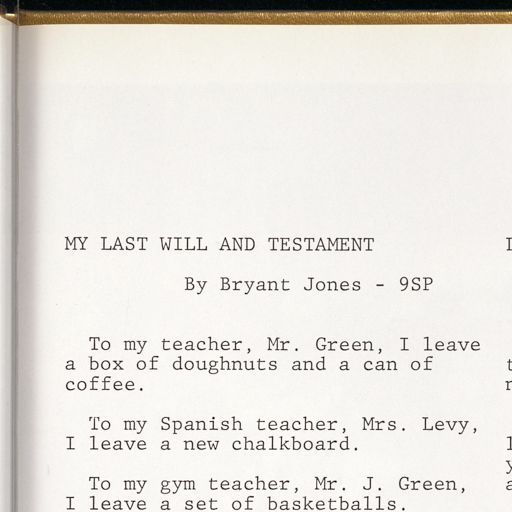 MY LAST WILL AND TESTAMENT
By Bryant Jones - 9SP
To my teacher, Mr. Green, I leave
a box of doughnuts and a can of
coffee.
To my Spanish teacher, Mrs. Levy,
I leave a new chalkboard.
To my gym teacher, Mr. J. Green,
I leave a set of basketballs.